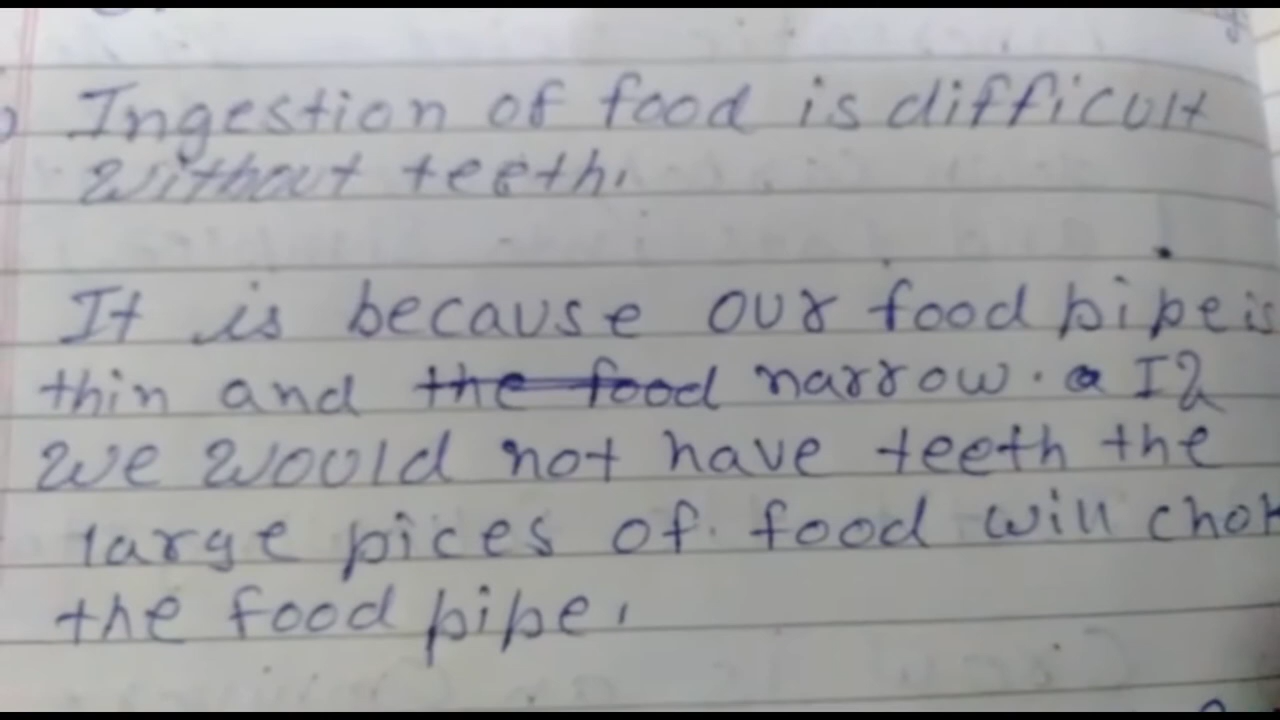 Ingestion of food is difficult
without teeth.
It is because our food pipe is
thin and the food narrow. If
we would not have teeth the
large pices of food will chok
the food pipe.